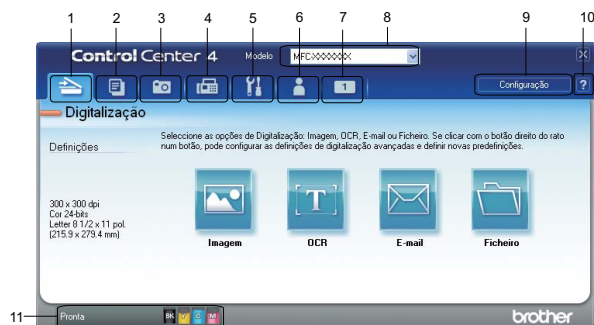 1 2 3 4 5 6 7 8 9 10
Control Center 4 Modelo MFC-XXXXXX
1 Configuração ?
Digitalização
Definições
Seleccione as opções de Digitalização: Imagem, OCR, E-mail ou Ficheiro. Se clicar com o botão direito do rato
num botão, pode configurar as definições de digitalização avançadas e definir novas predefinições.
300 x 300 dpi
Cor 24-bits
Letter 8 1/2 x 11 pol.
(215.9 x 279.4 mm)
T
Imagem OCR E-mail Ficheiro
11 Pronta BK Y C M brother